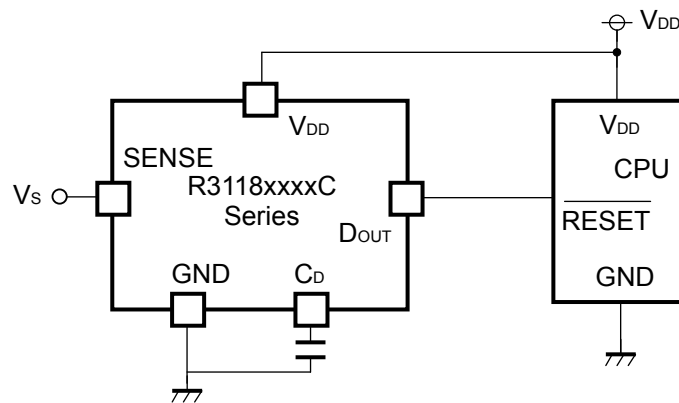 VDD
VDD
VDD
SENSE
CPU
R3118xxxxC
Series
VS
DOUT
RESET
GND
CD
GND